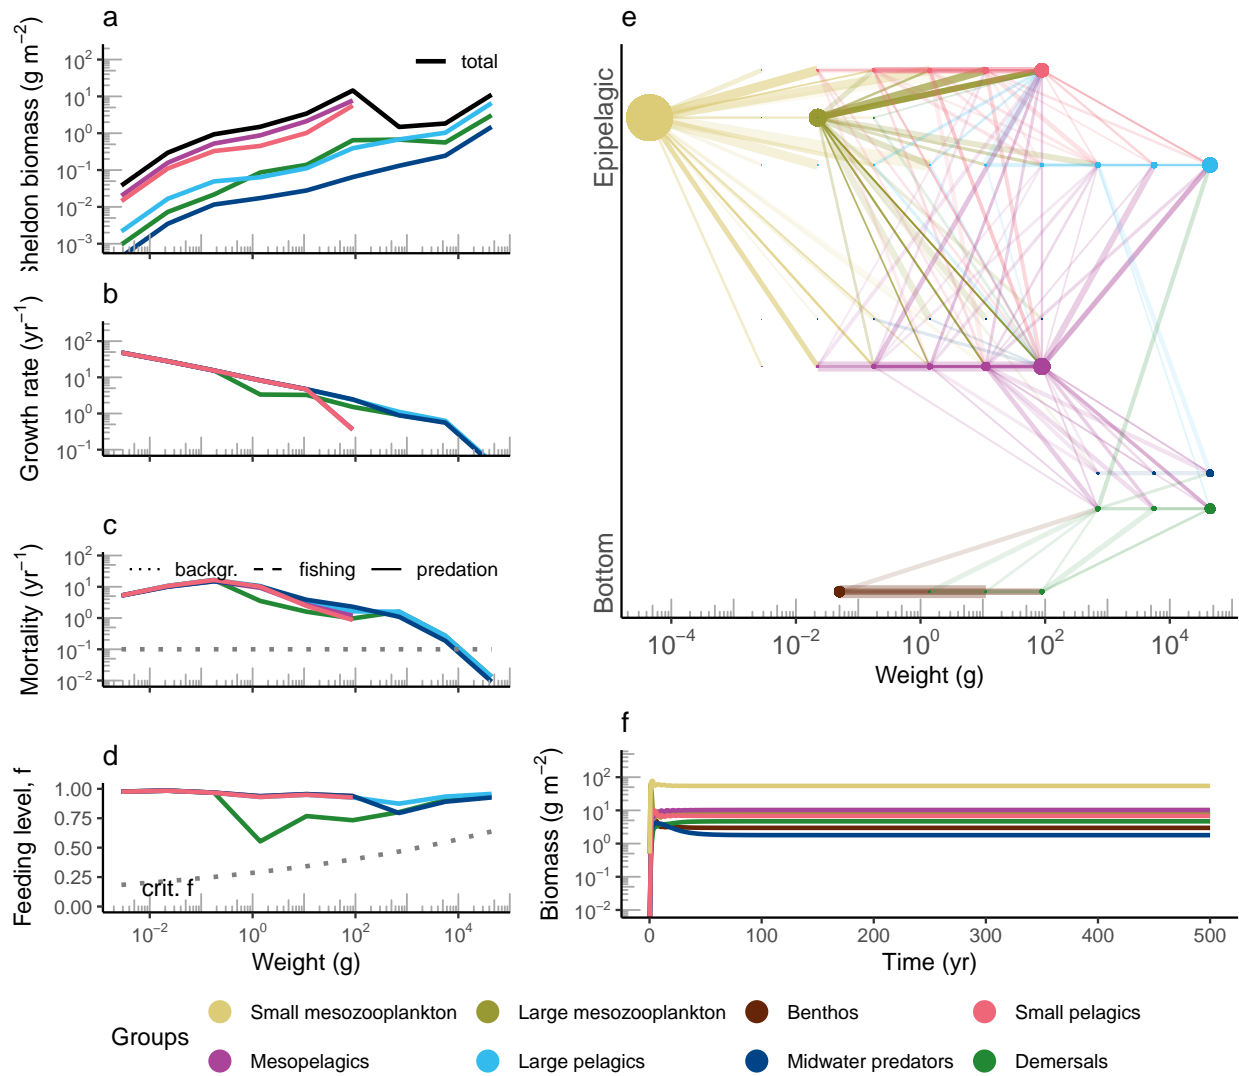 a
Sheldon biomass (g m⁻²)
10²
10¹
10⁰
10⁻¹
10⁻²
10⁻³
total
b
Growth rate (yr⁻¹)
10²
10¹
10⁰
10⁻¹
c
Mortality (yr⁻¹)
10²
10¹
10⁰
10⁻¹
10⁻²
backgr. fishing predation
d
Feeding level, f
1.00
0.75
0.50
0.25
0.00
crit. f
10⁻² 10⁰ 10² 10⁴
Weight (g)
e
Epipelagic
Bottom
10⁻⁴ 10⁻² 10⁰ 10² 10⁴
Weight (g)
f
Biomass (g m⁻²)
10²
10¹
10⁰
10⁻¹
10⁻²
0 100 200 300 400 500
Time (yr)
Groups
Small mesozooplankton Large mesozooplankton Benthos Small pelagics
Mesopelagics Large pelagics Midwater predators Demersals